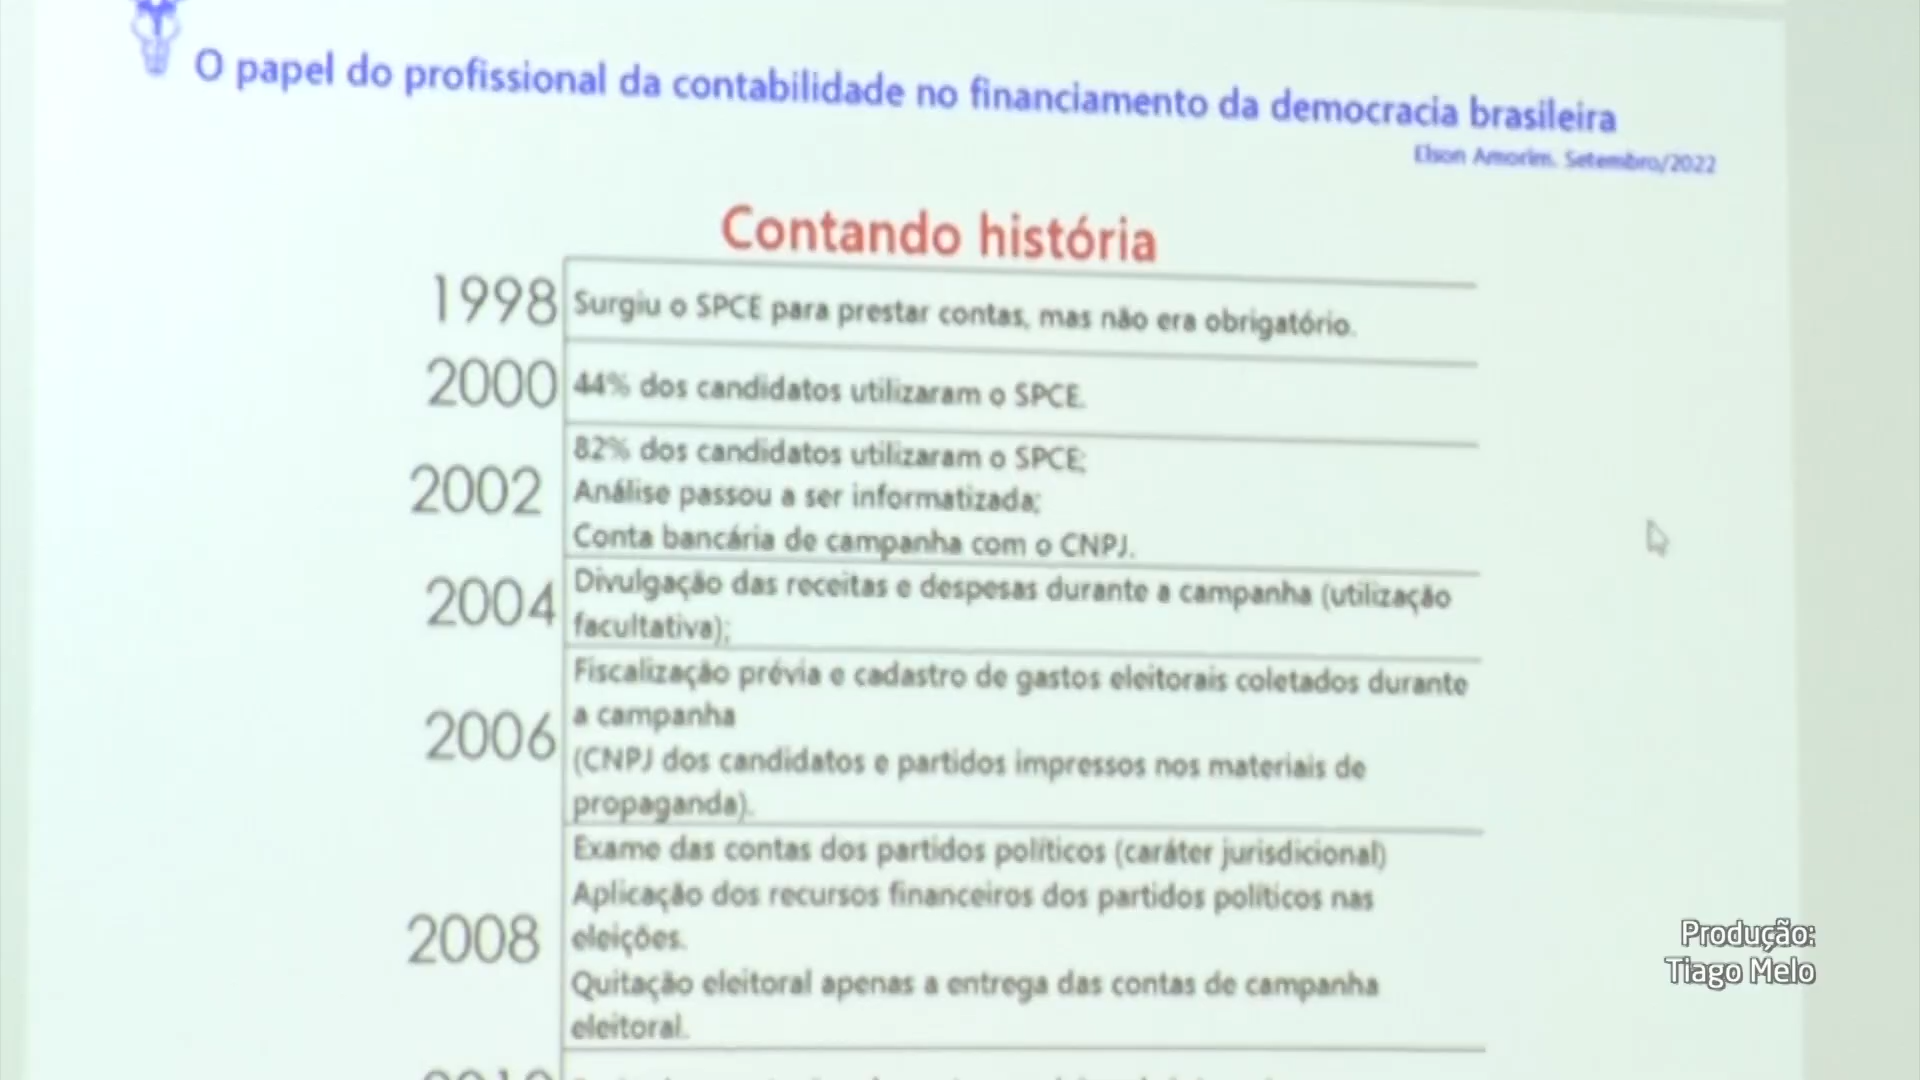 O papel do profissional da contabilidade no financiamento da democracia brasileira
Elson Amorim. Setembro/2022
Contando história
1998 Surgiu o SPCE para prestar contas, mas não era obrigatório.
2000 44% dos candidatos utilizaram o SPCE.
2002 82% dos candidatos utilizaram o SPCE;
Análise passou a ser informatizada;
Conta bancária de campanha com o CNPJ.
2004 Divulgação das receitas e despesas durante a campanha (utilização
facultativa);
2006 Fiscalização prévia e cadastro de gastos eleitorais coletados durante
a campanha
(CNPJ dos candidatos e partidos impressos nos materiais de
propaganda).
2008 Exame das contas dos partidos políticos (caráter jurisdicional)
Aplicação dos recursos financeiros dos partidos políticos nas
eleições.
Quitação eleitoral apenas a entrega das contas de campanha
eleitoral.
Produção:
Tiago Melo